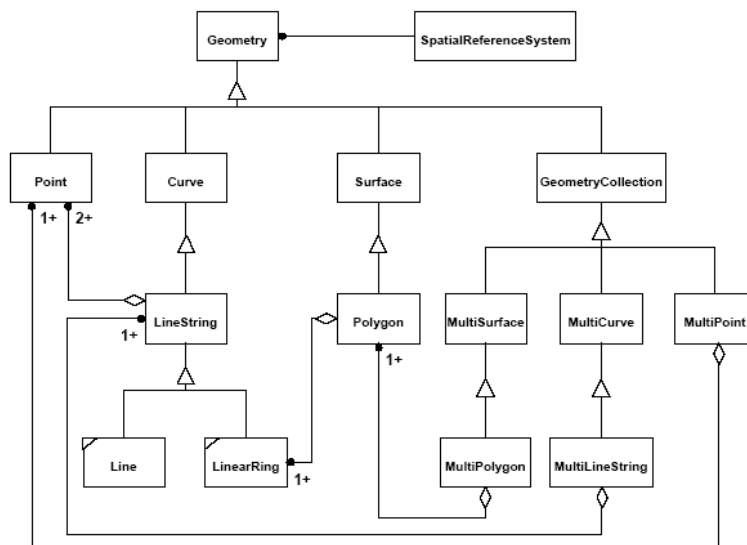 Geometry
SpatialReferenceSystem
Point
Curve
Surface
GeometryCollection
1+
2+
LineString
1+
Polygon
1+
MultiSurface
MultiCurve
MultiPoint
Line
LinearRing
1+
MultiPolygon
MultiLineString